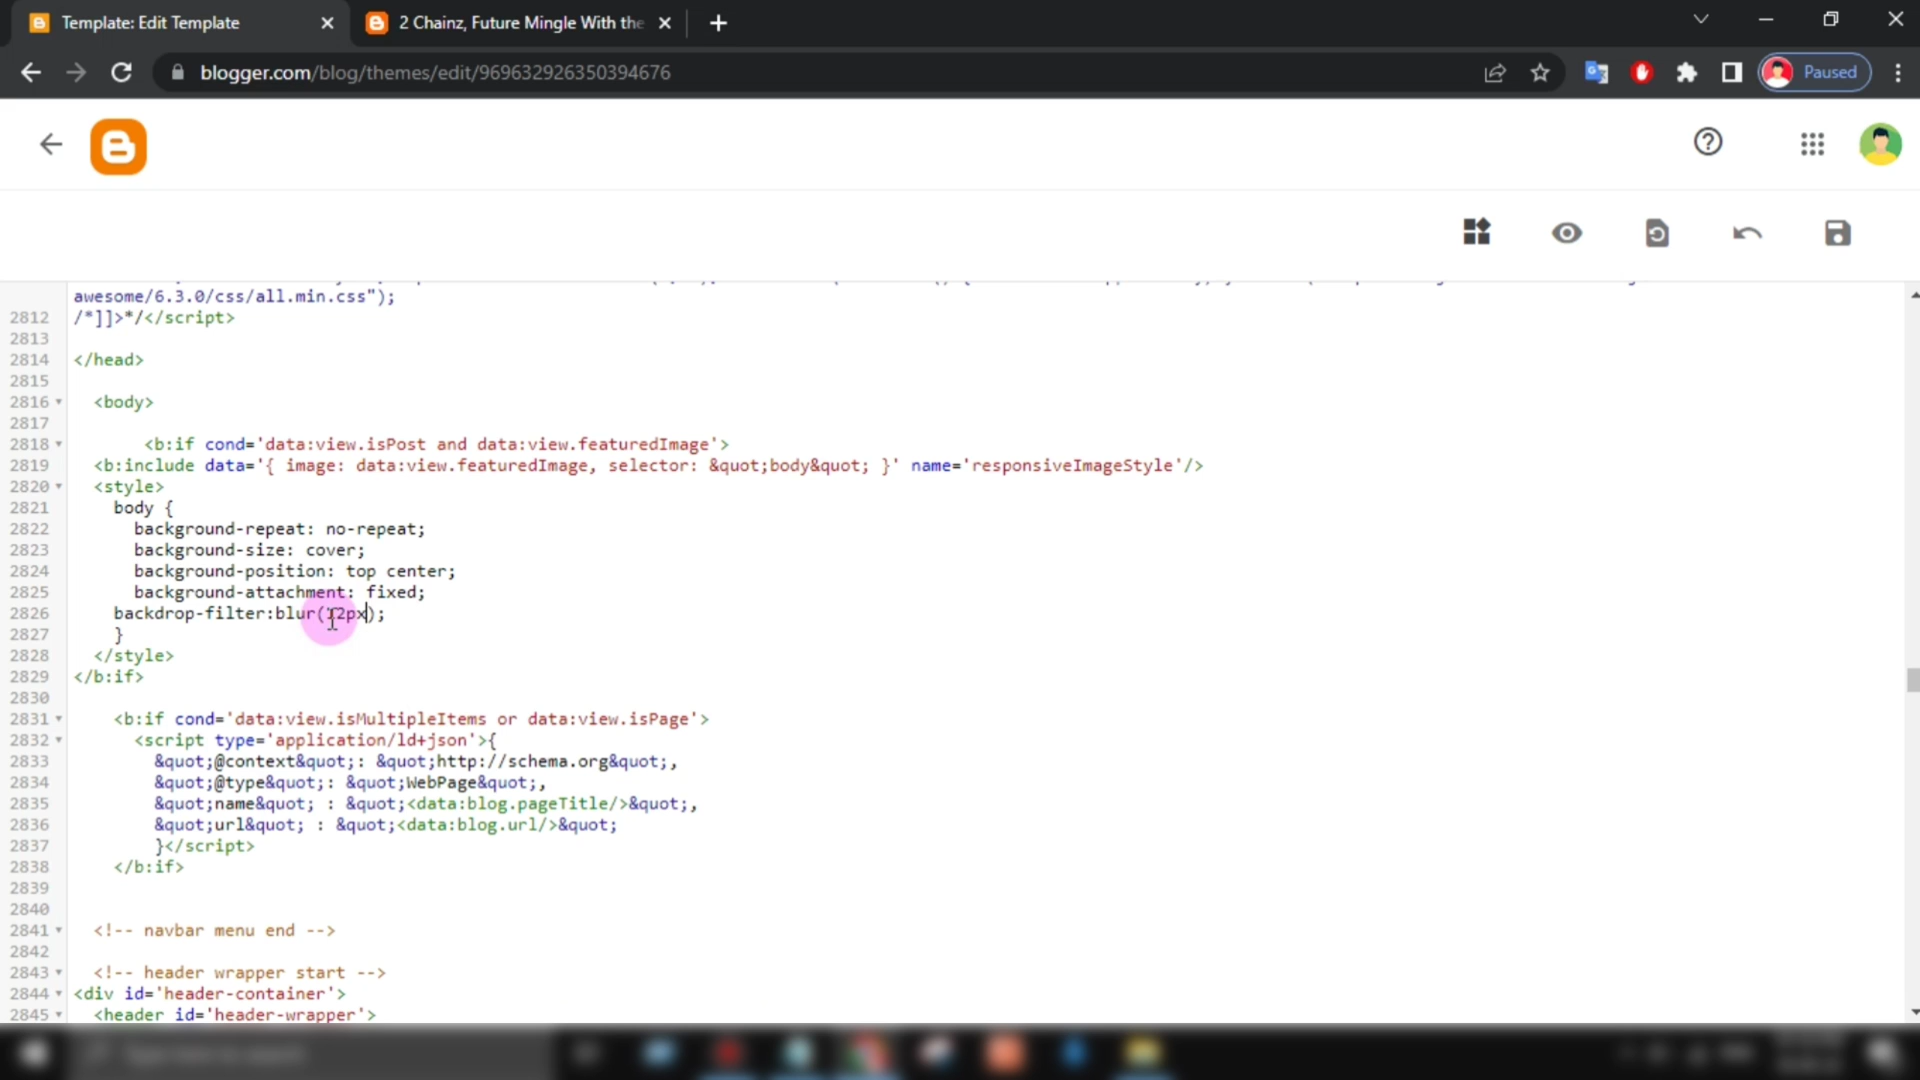 Template: Edit Template
2 Chainz, Future Mingle With the
blogger.com/blog/themes/edit/969632926350394676
Paused
awesome/6.3.0/css/all.min.css");
2812 /*]]>*/</script>
2813
2814 </head>
2815
2816 <body>
2817
2818 <b:if cond='data:view.isPost and data:view.featuredImage'>
2819 <b:include data='{ image: data:view.featuredImage, selector: &quot;body&quot; }' name='responsiveImageStyle'/>
2820 <style>
2821 body {
2822 background-repeat: no-repeat;
2823 background-size: cover;
2824 background-position: top center;
2825 background-attachment: fixed;
2826 backdrop-filter:blur(12px);
2827 }
2828 </style>
2829 </b:if>
2830
2831 <b:if cond='data:view.isMultipleItems or data:view.isPage'>
2832 <script type='application/ld+json'>{
2833 &quot;@context&quot;: &quot;http://schema.org&quot;,
2834 &quot;@type&quot;: &quot;WebPage&quot;,
2835 &quot;name&quot; : &quot;<data:blog.pageTitle/>&quot;,
2836 &quot;url&quot; : &quot;<data:blog.url/>&quot;
2837 }</script>
2838 </b:if>
2839
2840
2841 <!-- navbar menu end -->
2842
2843 <!-- header wrapper start -->
2844 <div id='header-container'>
2845 <header id='header-wrapper'>
Type here to search